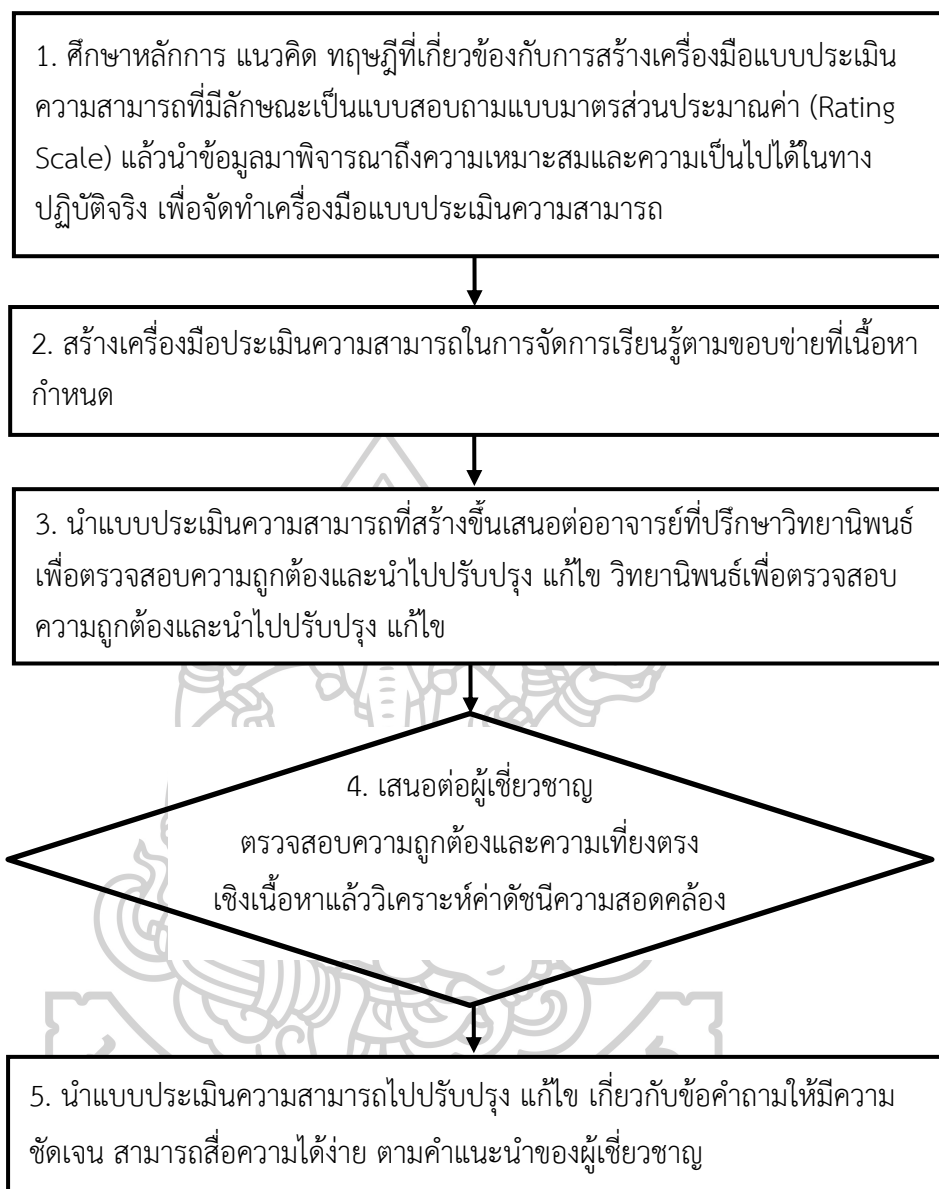 1. ศึกษาหลักการ แนวคิด ทฤษฎีที่เกี่ยวข้องกับการสร้างเครื่องมือแบบประเมิน
ความสามารถที่มีลักษณะเป็นแบบสอบถามแบบมาตรส่วนประมาณค่า (Rating
Scale) แล้วนำข้อมูลมาพิจารณาถึงความเหมาะสมและความเป็นไปได้ในทาง
ปฏิบัติจริง เพื่อจัดทำเครื่องมือแบบประเมินความสามารถ
2. สร้างเครื่องมือประเมินความสามารถในการจัดการเรียนรู้ตามขอบข่ายที่เนื้อหา
กำหนด
3. นำแบบประเมินความสามารถที่สร้างขึ้นเสนอต่ออาจารย์ที่ปรึกษาวิทยานิพนธ์
เพื่อตรวจสอบความถูกต้องและนำไปปรับปรุง แก้ไข วิทยานิพนธ์เพื่อตรวจสอบ
ความถูกต้องและนำไปปรับปรุง แก้ไข
4. เสนอต่อผู้เชี่ยวชาญ
ตรวจสอบความถูกต้องและความเที่ยงตรง
เชิงเนื้อหาแล้ววิเคราะห์ค่าดัชนีความสอดคล้อง
5. นำแบบประเมินความสามารถไปปรับปรุง แก้ไข เกี่ยวกับข้อคำถามให้มีความ
ชัดเจน สามารถสื่อความได้ง่าย ตามคำแนะนำของผู้เชี่ยวชาญ